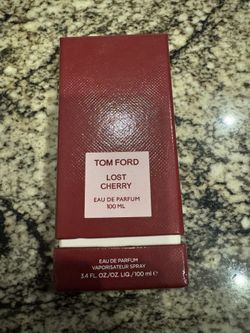 TOM FORD
LOST
CHERRY
EAU DE PARFUM
100 ML
EAU DE PARFUM
VAPORISATEUR SPRAY
3.4 FL.OZ./OZ. LIQ./100 ml ℮